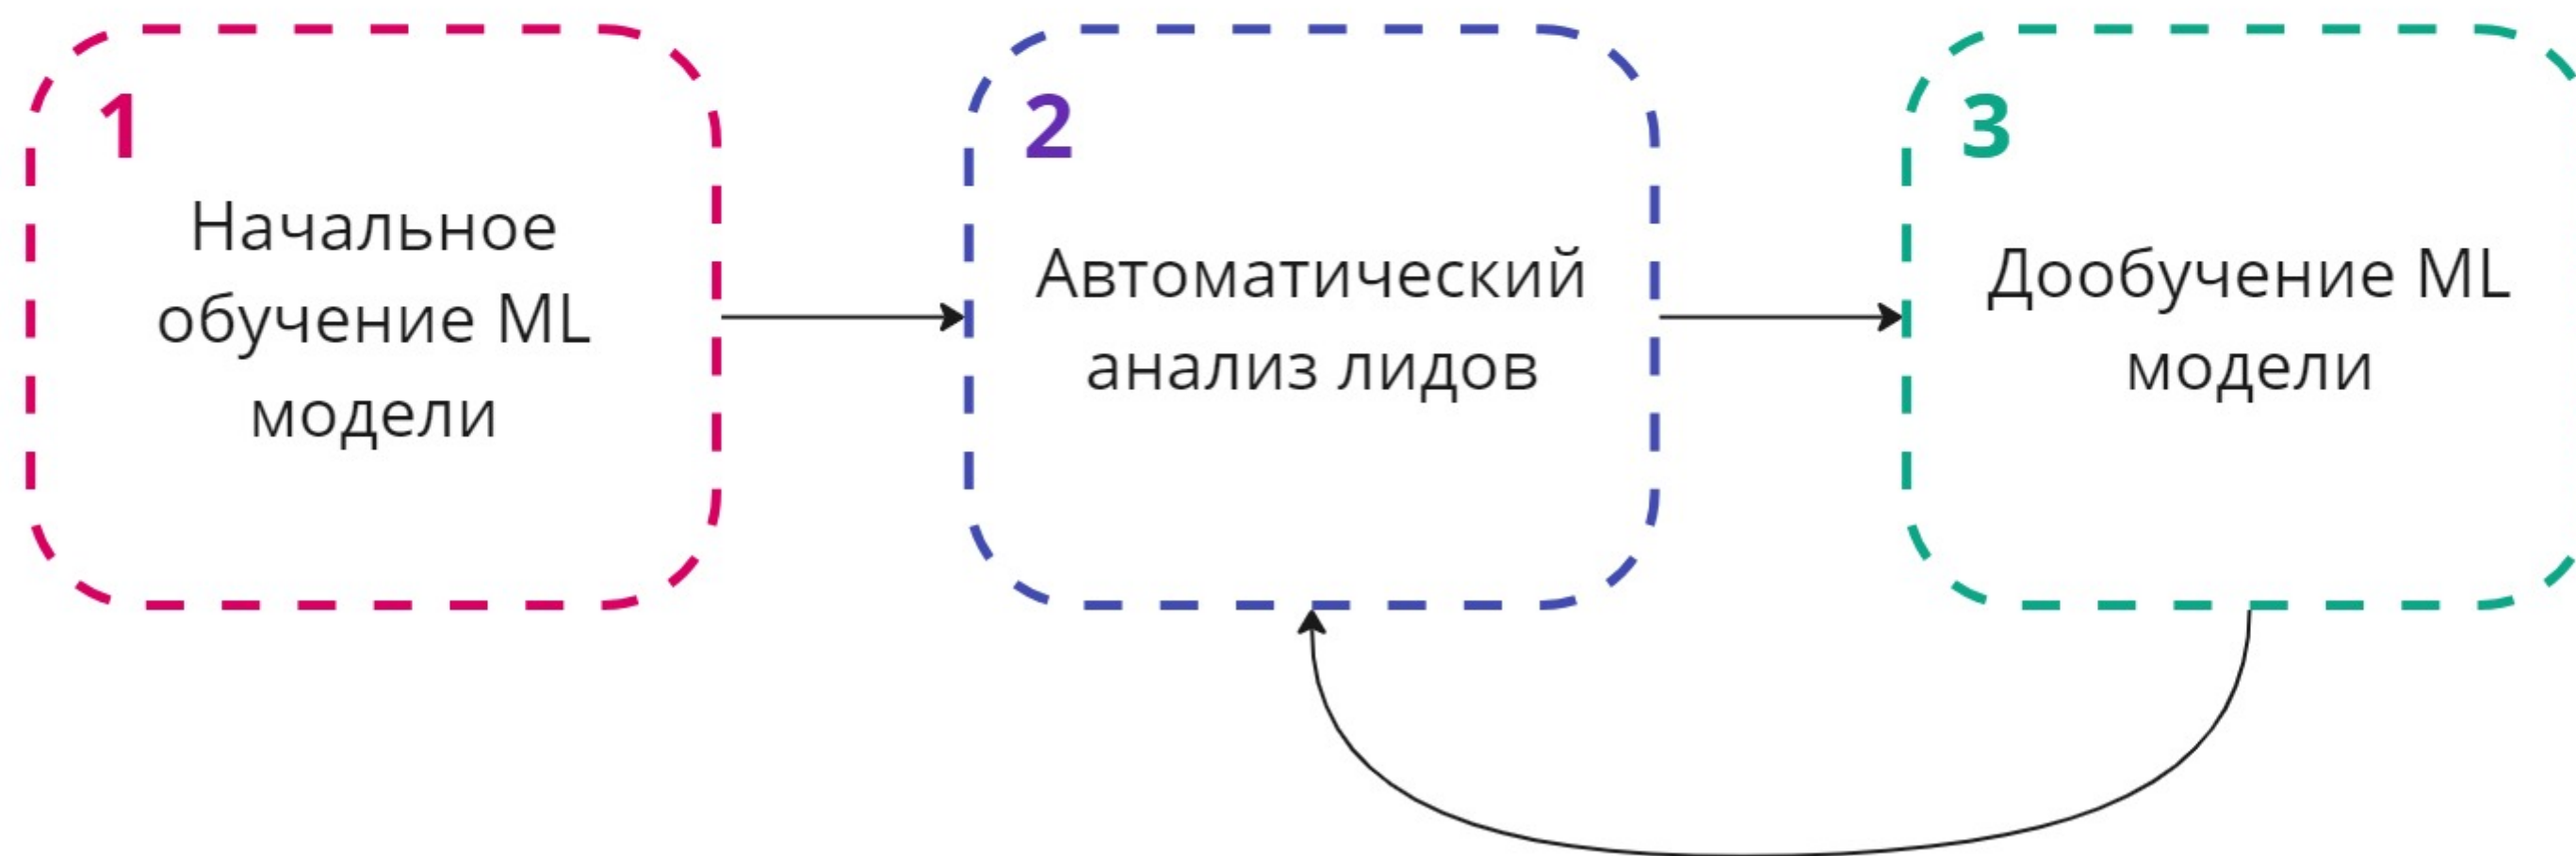 1
Начальное
обучение ML
модели
2
Автоматический
анализ лидов
3
Дообучение ML
модели